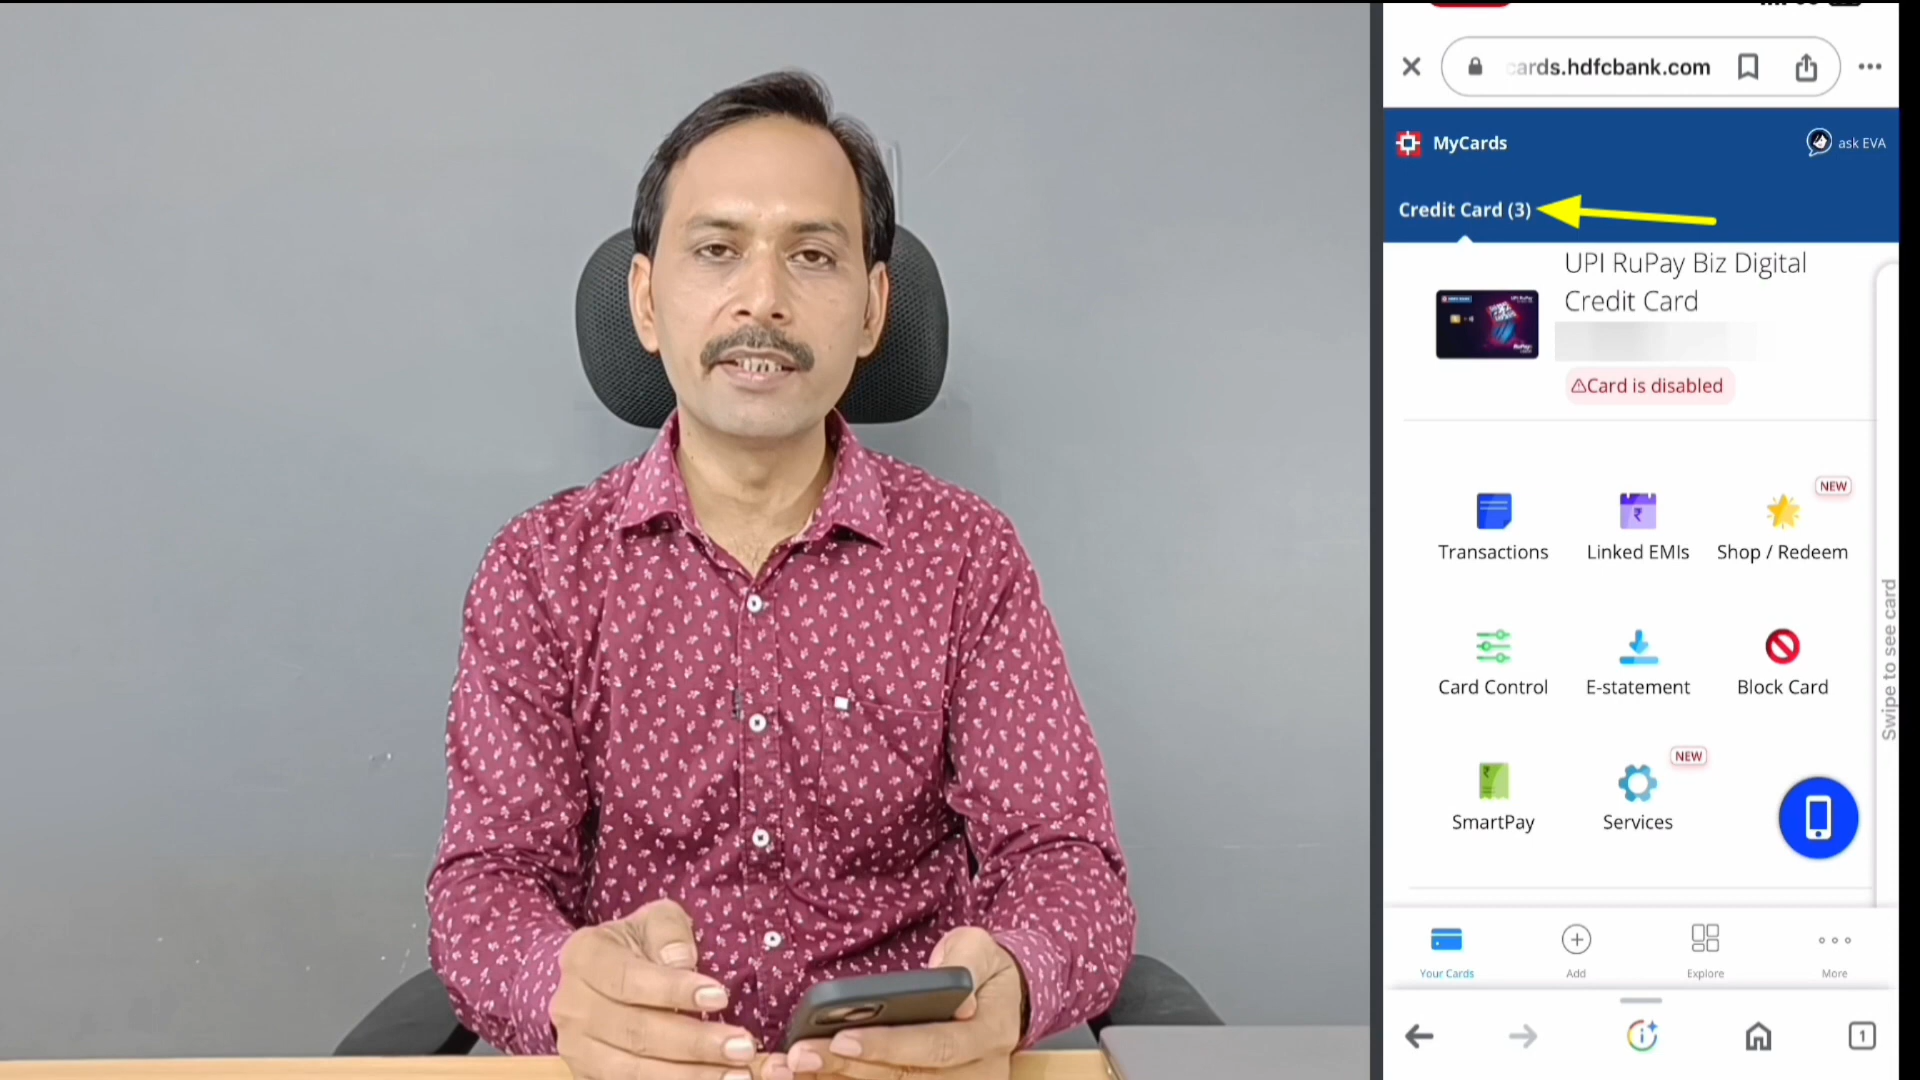 cards.hdfcbank.com
MyCards
ask EVA
Credit Card (3)
UPI RuPay Biz Digital
Credit Card
Card is disabled
NEW
Transactions
Linked EMIs
Shop / Redeem
Card Control
E-statement
Block Card
NEW
SmartPay
Services
Swipe to see card
Your Cards
Add
Explore
More
1